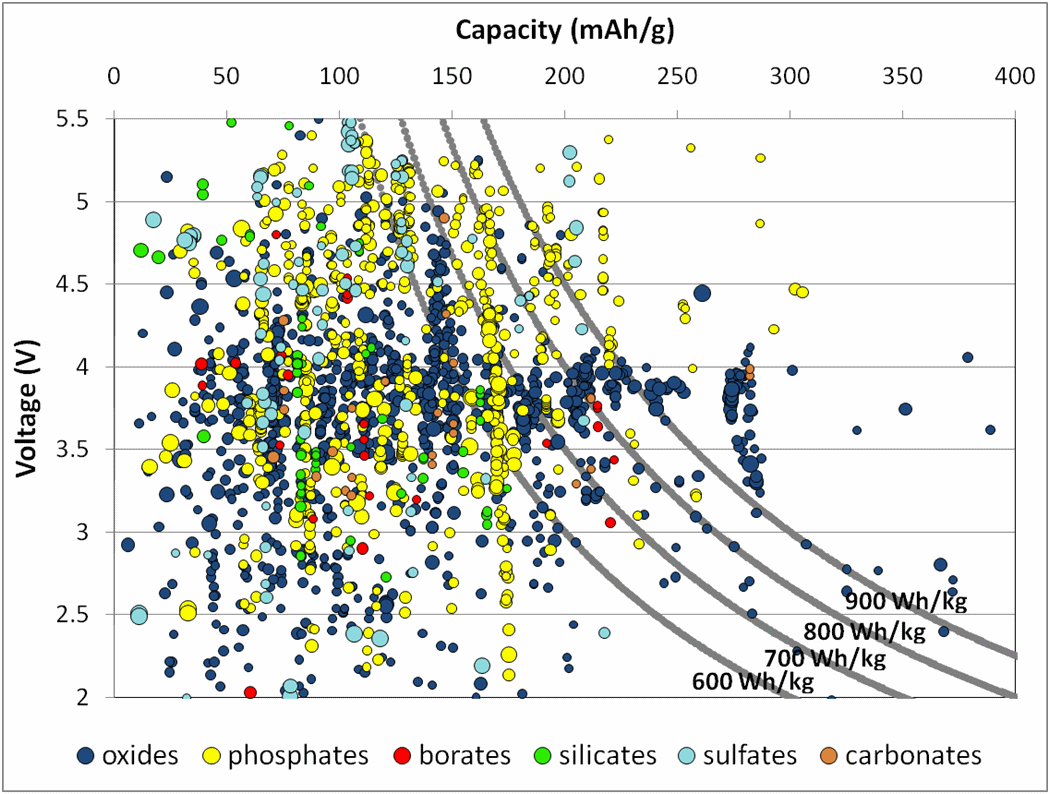 Capacity (mAh/g)
0 50 100 150 200 250 300 350 400
5.5
5
4.5
4
3.5
3
2.5
2
Voltage (V)
900 Wh/kg
800 Wh/kg
700 Wh/kg
600 Wh/kg
oxides phosphates borates silicates sulfates carbonates